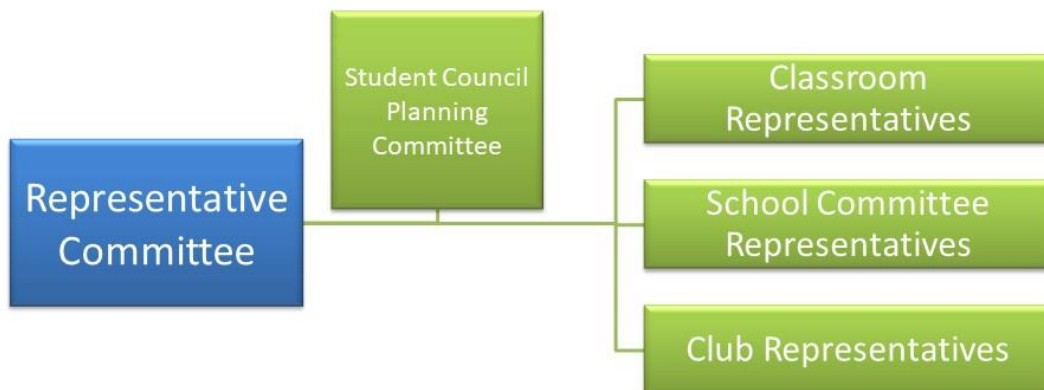 Representative
Committee
Student Council
Planning
Committee
Classroom
Representatives
School Committee
Representatives
Club Representatives